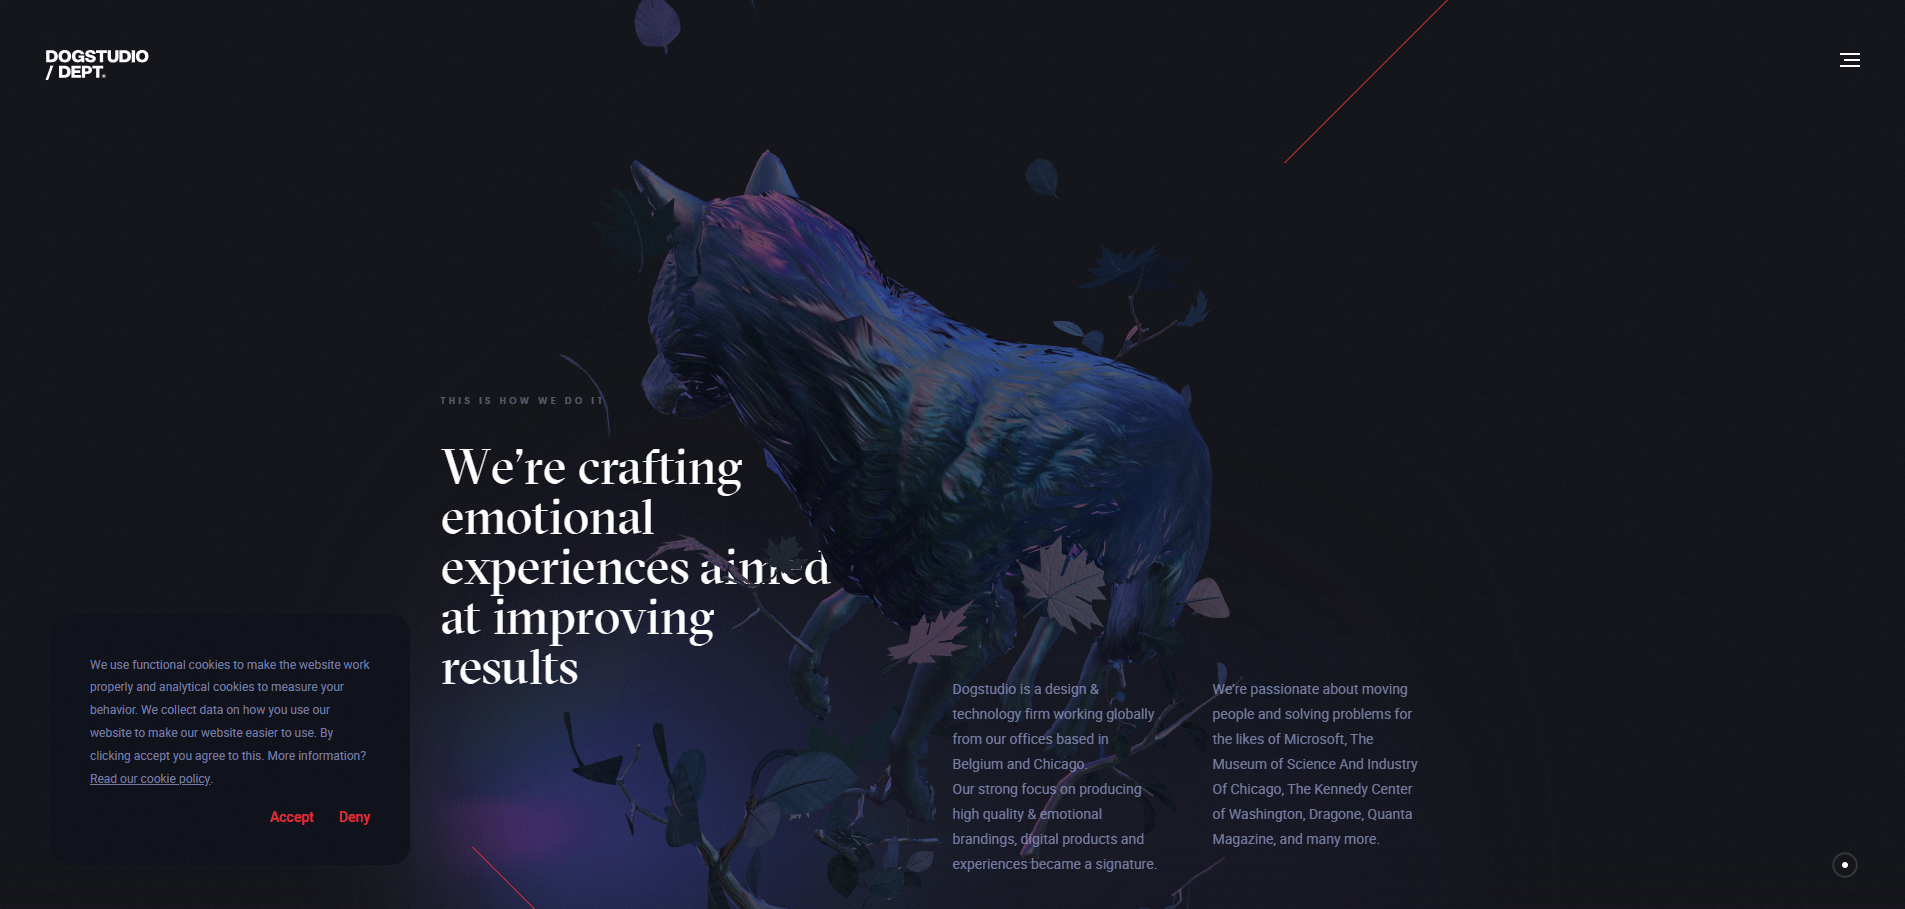 DOGSTUDIO
/ DEPT.
THIS IS HOW WE DO IT
We’re crafting
emotional
experiences aimed
at improving
results
We use functional cookies to make the website work
properly and analytical cookies to measure your
behavior. We collect data on how you use our
website to make our website easier to use. By
clicking accept you agree to this. More information?
Read our cookie policy.
Accept Deny
Dogstudio is a design &
technology firm working globally
from our offices based in
Belgium and Chicago.
Our strong focus on producing
high quality & emotional
brandings, digital products and
experiences became a signature.
We’re passionate about moving
people and solving problems for
the likes of Microsoft, The
Museum of Science And Industry
Of Chicago, The Kennedy Center
of Washington, Dragone, Quanta
Magazine, and many more.